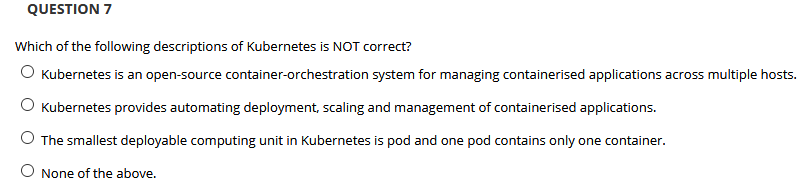 QUESTION 7
Which of the following descriptions of Kubernetes is NOT correct?
Kubernetes is an open-source container-orchestration system for managing containerised applications across multiple hosts.
Kubernetes provides automating deployment, scaling and management of containerised applications.
The smallest deployable computing unit in Kubernetes is pod and one pod contains only one container.
None of the above.